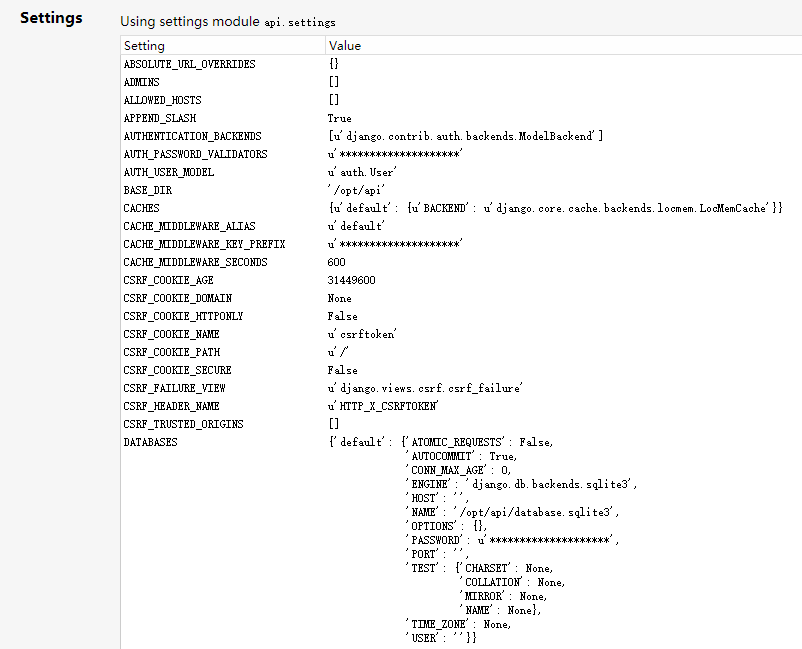 Settings
Using settings module api.settings
Setting Value
ABSOLUTE_URL_OVERRIDES {}
ADMINS []
ALLOWED_HOSTS []
APPEND_SLASH True
AUTHENTICATION_BACKENDS [u'django.contrib.auth.backends.ModelBackend']
AUTH_PASSWORD_VALIDATORS u'********************'
AUTH_USER_MODEL u'auth.User'
BASE_DIR '/opt/api'
CACHES {u'default': {u'BACKEND': u'django.core.cache.backends.locmem.LocMemCache'}}
CACHE_MIDDLEWARE_ALIAS u'default'
CACHE_MIDDLEWARE_KEY_PREFIX u'********************'
CACHE_MIDDLEWARE_SECONDS 600
CSRF_COOKIE_AGE 31449600
CSRF_COOKIE_DOMAIN None
CSRF_COOKIE_HTTPONLY False
CSRF_COOKIE_NAME u'csrftoken'
CSRF_COOKIE_PATH u'/'
CSRF_COOKIE_SECURE False
CSRF_FAILURE_VIEW u'django.views.csrf.csrf_failure'
CSRF_HEADER_NAME u'HTTP_X_CSRFTOKEN'
CSRF_TRUSTED_ORIGINS []
DATABASES {'default': {'ATOMIC_REQUESTS': False,
'AUTOCOMMIT': True,
'CONN_MAX_AGE': 0,
'ENGINE': 'django.db.backends.sqlite3',
'HOST': '',
'NAME': '/opt/api/database.sqlite3',
'OPTIONS': {},
'PASSWORD': u'********************',
'PORT': '',
'TEST': {'CHARSET': None,
'COLLATION': None,
'MIRROR': None,
'NAME': None},
'TIME_ZONE': None,
'USER': ''}}